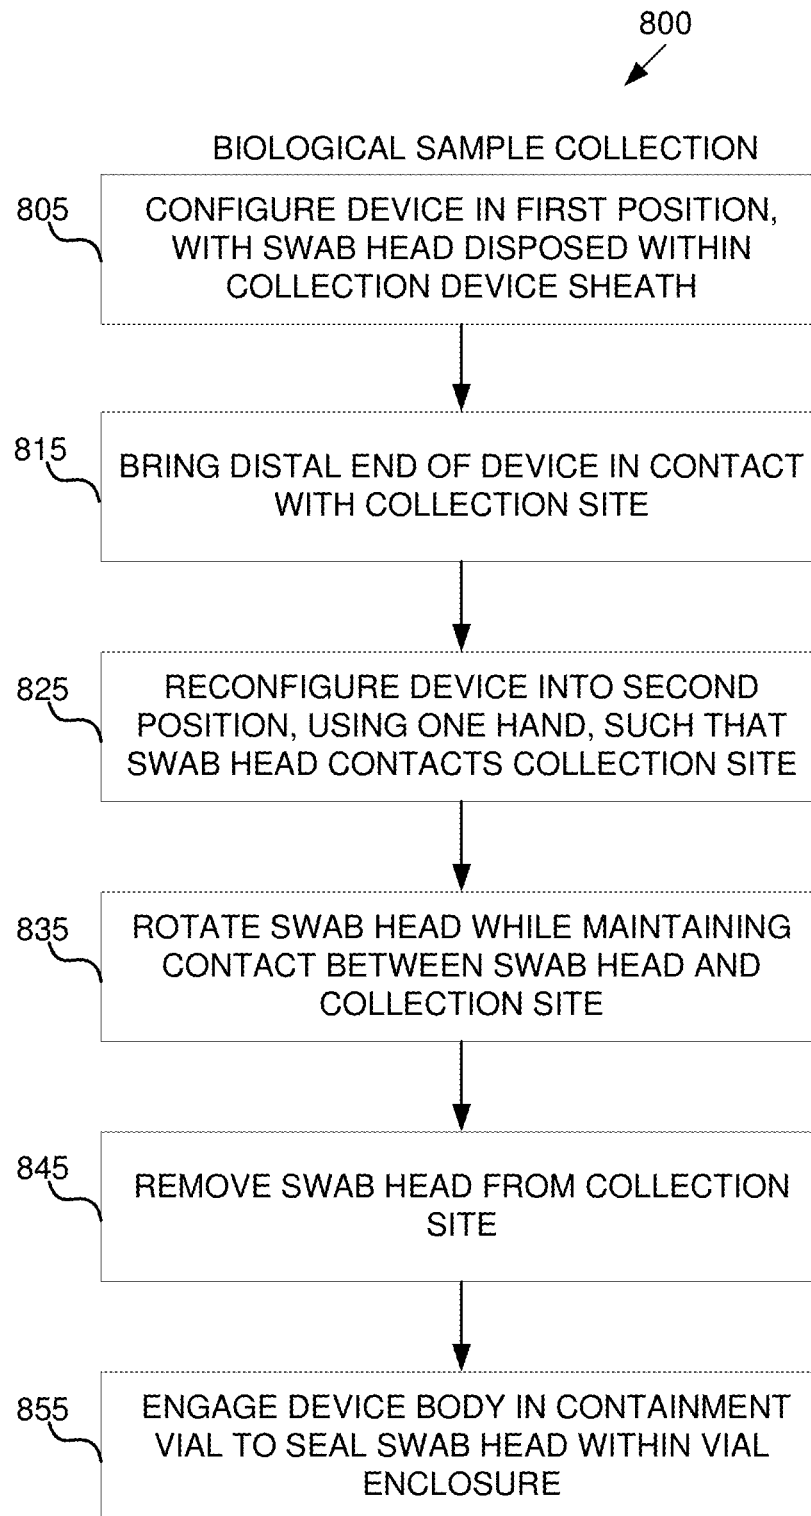 800
BIOLOGICAL SAMPLE COLLECTION
805
CONFIGURE DEVICE IN FIRST POSITION,
WITH SWAB HEAD DISPOSED WITHIN
COLLECTION DEVICE SHEATH
815
BRING DISTAL END OF DEVICE IN CONTACT
WITH COLLECTION SITE
825
RECONFIGURE DEVICE INTO SECOND
POSITION, USING ONE HAND, SUCH THAT
SWAB HEAD CONTACTS COLLECTION SITE
835
ROTATE SWAB HEAD WHILE MAINTAINING
CONTACT BETWEEN SWAB HEAD AND
COLLECTION SITE
845
REMOVE SWAB HEAD FROM COLLECTION
SITE
855
ENGAGE DEVICE BODY IN CONTAINMENT
VIAL TO SEAL SWAB HEAD WITHIN VIAL
ENCLOSURE